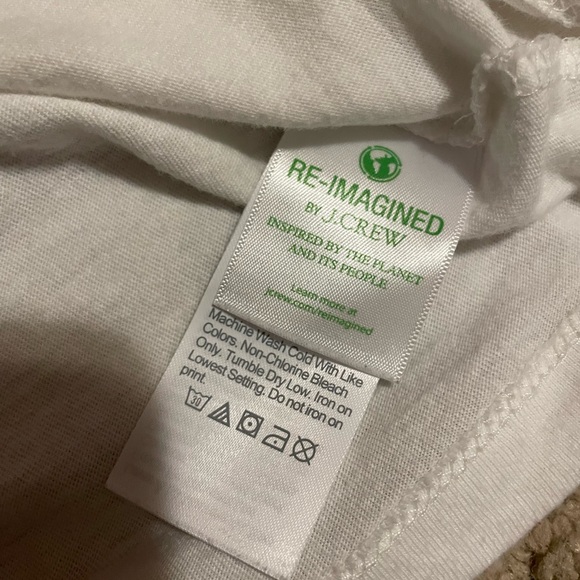 RE-IMAGINED
BY J.CREW
INSPIRED BY THE PLANET
AND ITS PEOPLE
Learn more at
jcrew.com/reimagined
Machine Wash Cold With Like
Colors. Non-Chlorine Bleach
Only. Tumble Dry Low. Iron on
Lowest Setting. Do not iron on
print.
30